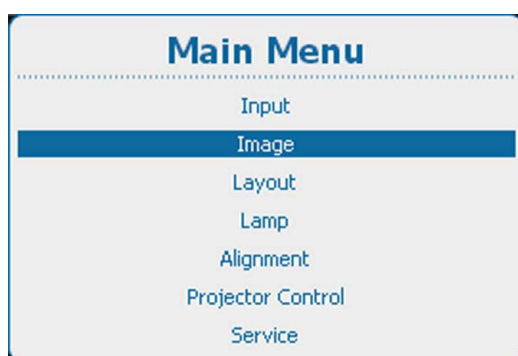 Main Menu
Input
Image
Layout
Lamp
Alignment
Projector Control
Service